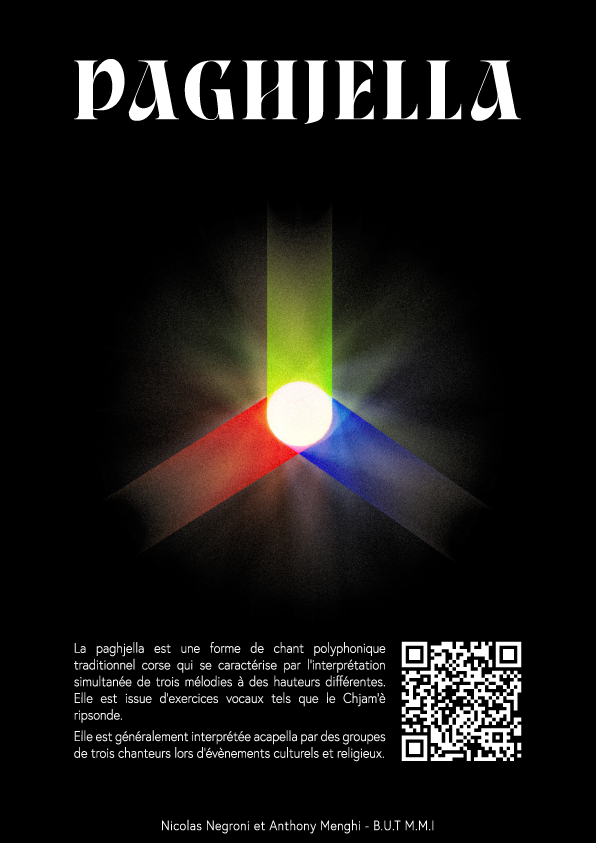 PAGHJELLA
La paghjella est une forme de chant polyphonique
traditionnel corse qui se caractérise par l'interprétation
simultanée de trois mélodies à des hauteurs différentes.
Elle est issue d'exercices vocaux tels que le Chjam'è
ripsonde.
Elle est généralement interprétée acapella par des groupes
de trois chanteurs lors d'évènements culturels et religieux.
Nicolas Negroni et Anthony Menghi - B.U.T M.M.I